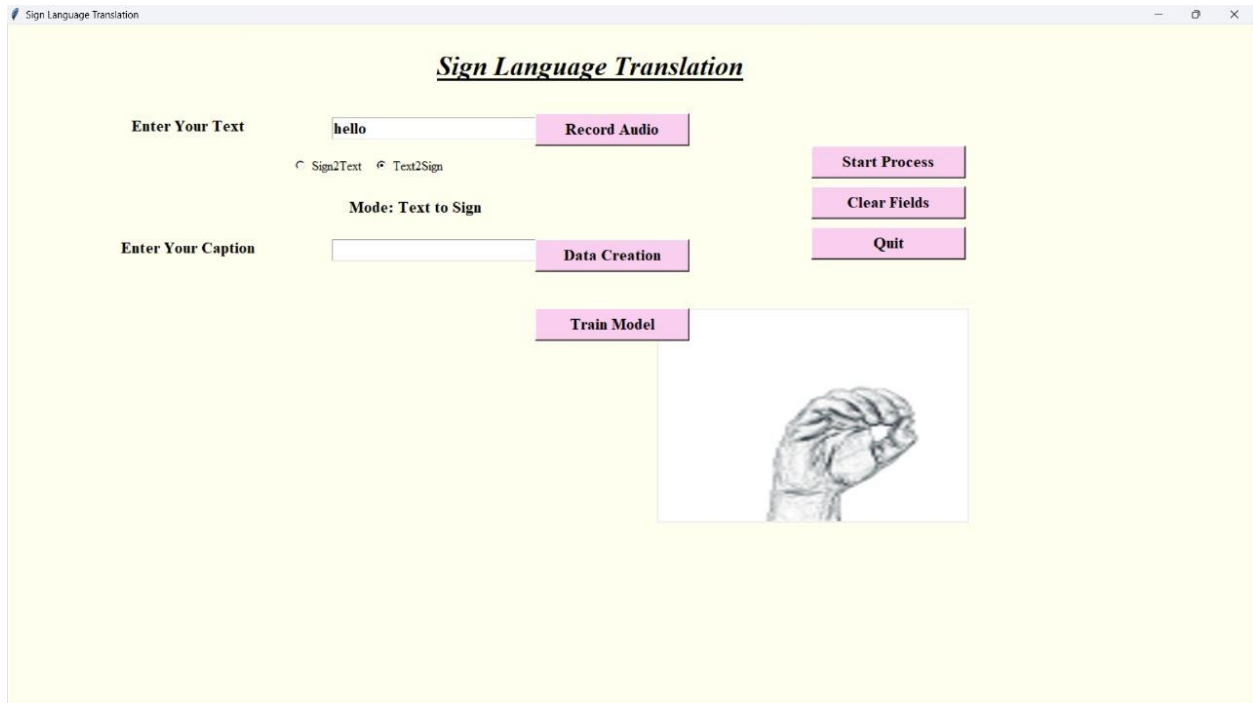 Sign Language Translation
Sign Language Translation
Enter Your Text
hello
Record Audio
Sign2Text
Text2Sign
Start Process
Mode: Text to Sign
Clear Fields
Enter Your Caption
Data Creation
Quit
Train Model